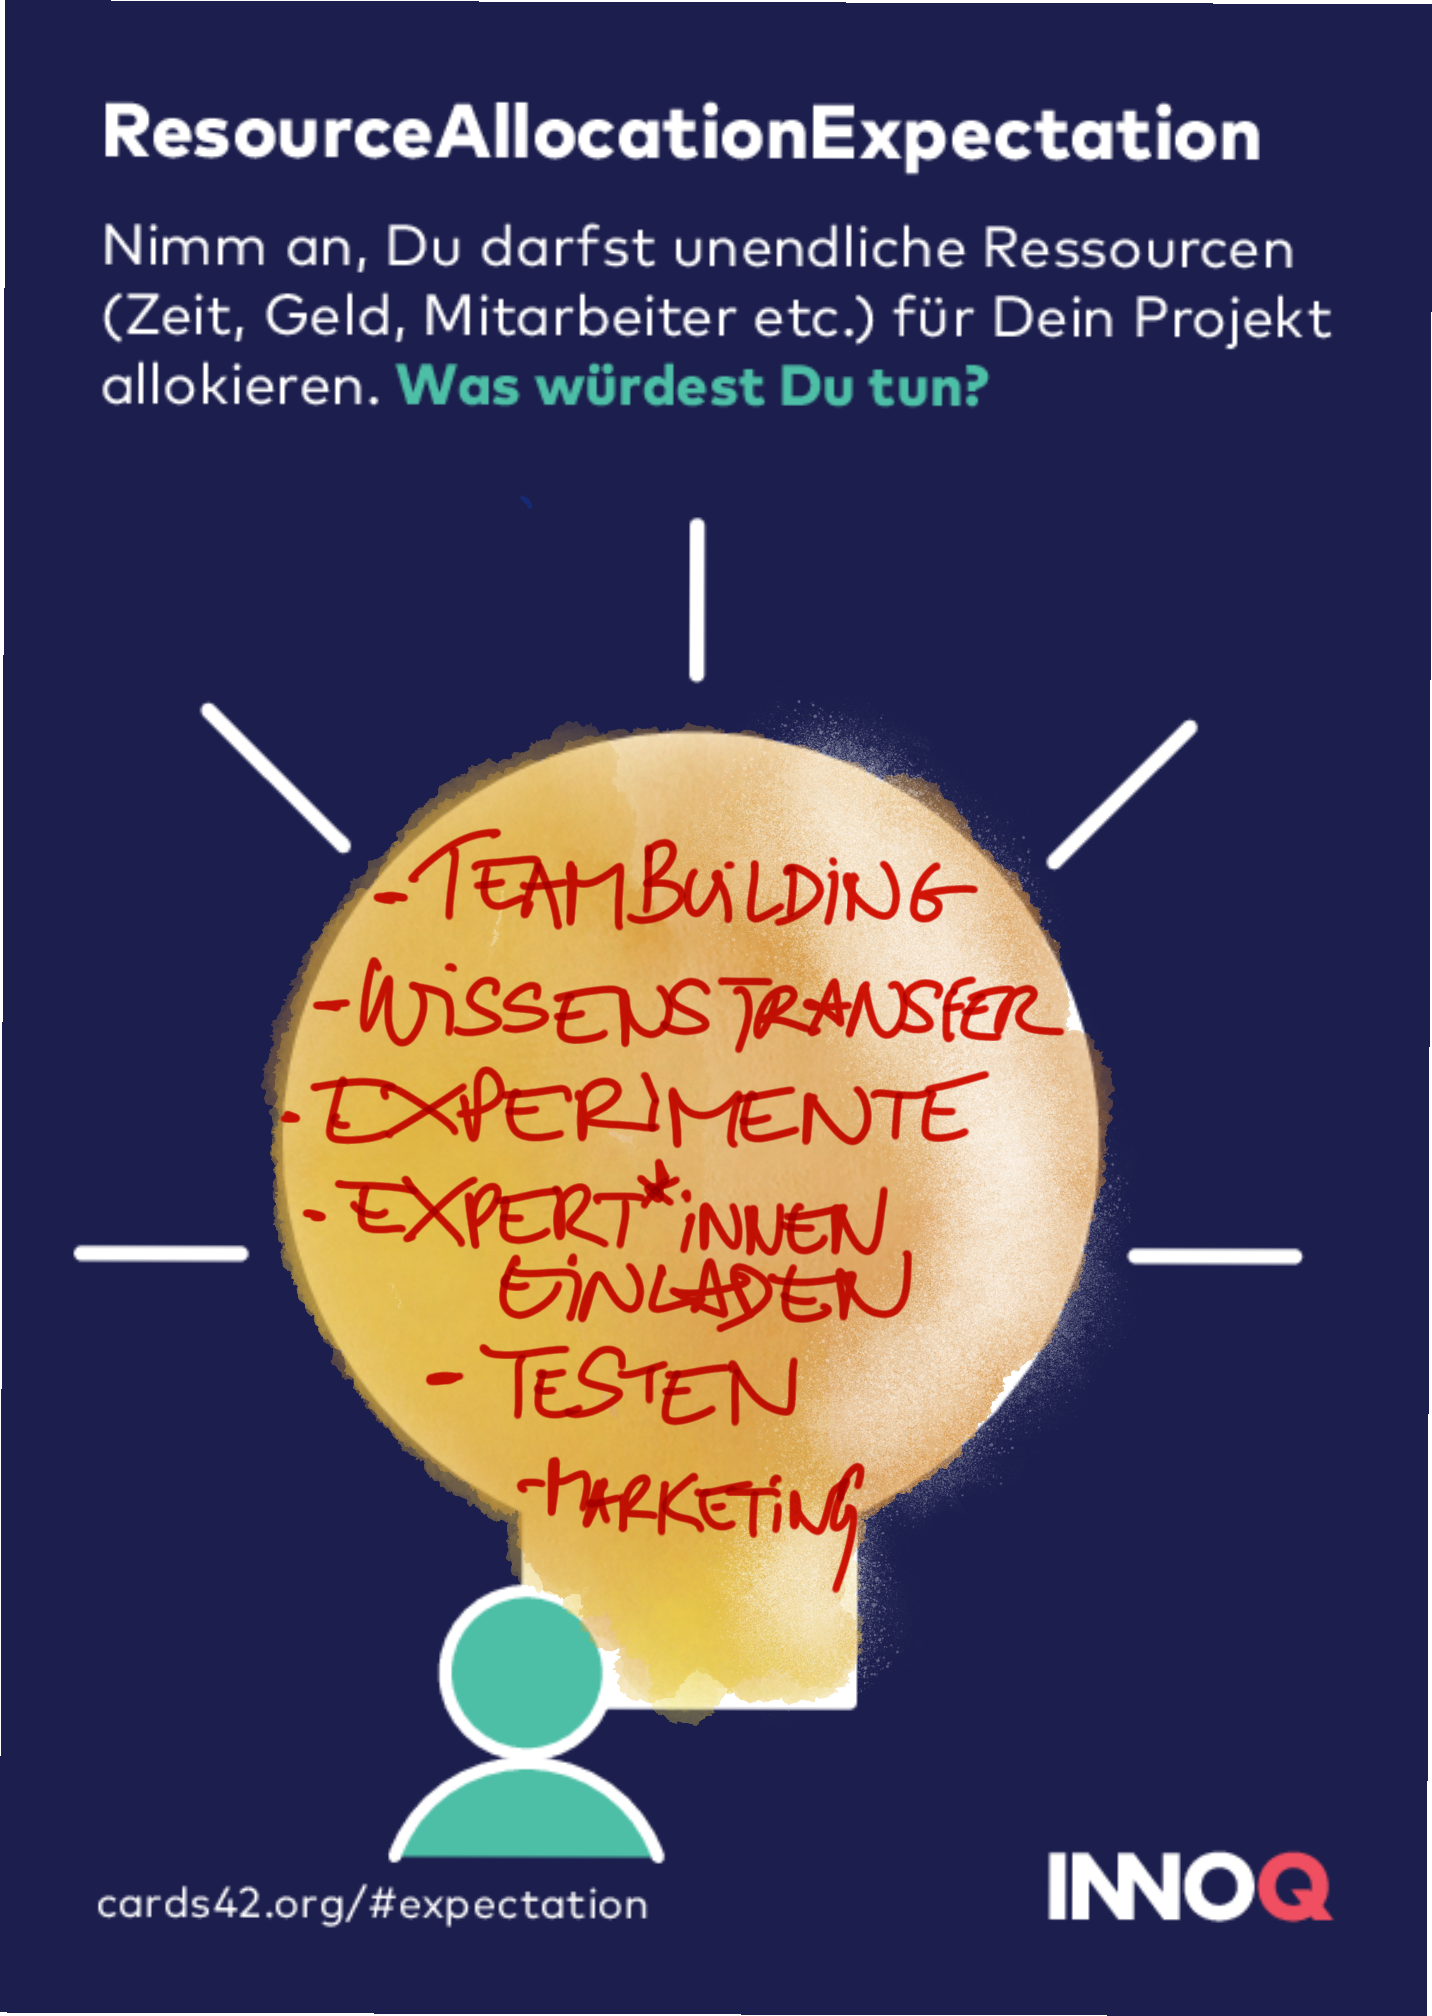 ResourceAllocationExpectation
Nimm an, Du darfst unendliche Ressourcen
(Zeit, Geld, Mitarbeiter etc.) für Dein Projekt
allokieren. Was würdest Du tun?
- TEAMBUiLDiNG
- WiSSENSTRANSFER
- EXPERIMENTE
- EXPERT*iNNEN
EiNLADEN
- TESTEN
- MARKETiNG
cards42.org/#expectation
INNOQ